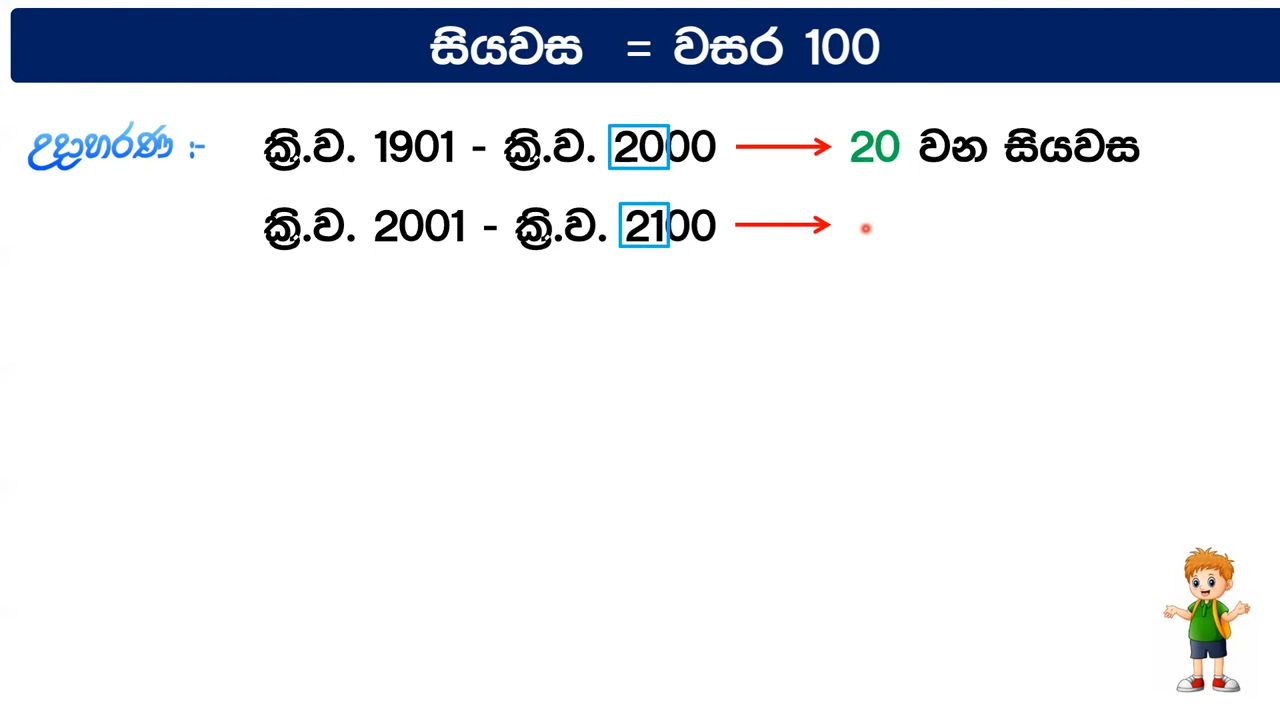 සියවස = වසර 100
උදාහරණ :-
ක්‍රි.ව. 1901 - ක්‍රි.ව. 2000 → 20 වන සියවස
ක්‍රි.ව. 2001 - ක්‍රි.ව. 2100 →